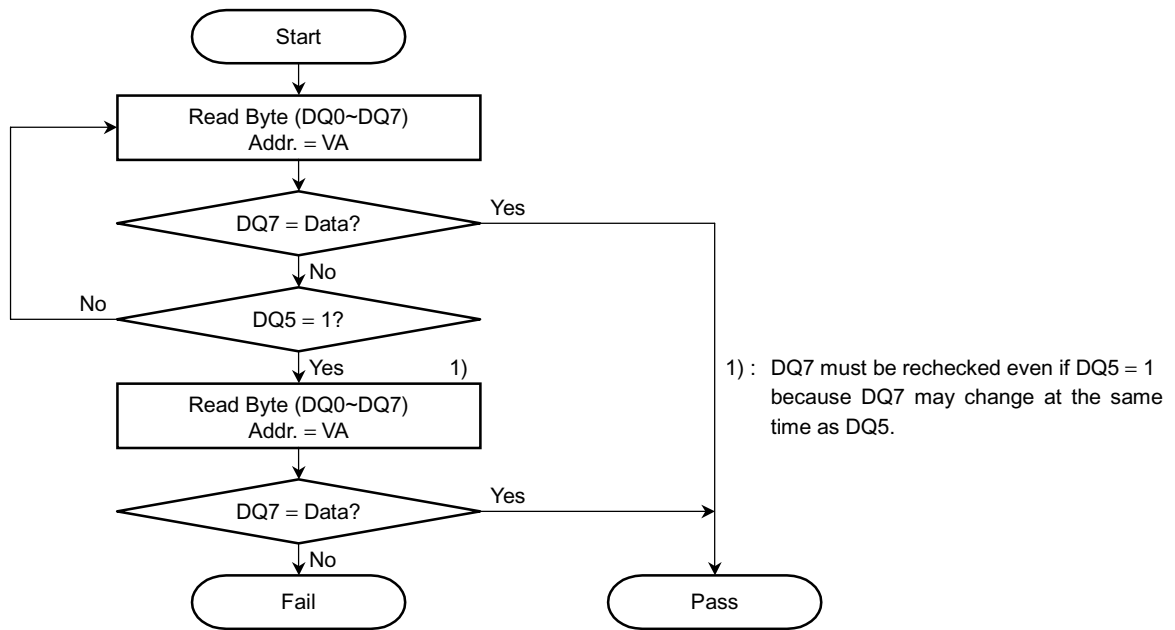 Start
Read Byte (DQ0~DQ7)
Addr. = VA
DQ7 = Data?
Yes
No
No
DQ5 = 1?
Yes
1)
Read Byte (DQ0~DQ7)
Addr. = VA
1) : DQ7 must be rechecked even if DQ5 = 1
because DQ7 may change at the same
time as DQ5.
DQ7 = Data?
Yes
No
Fail
Pass